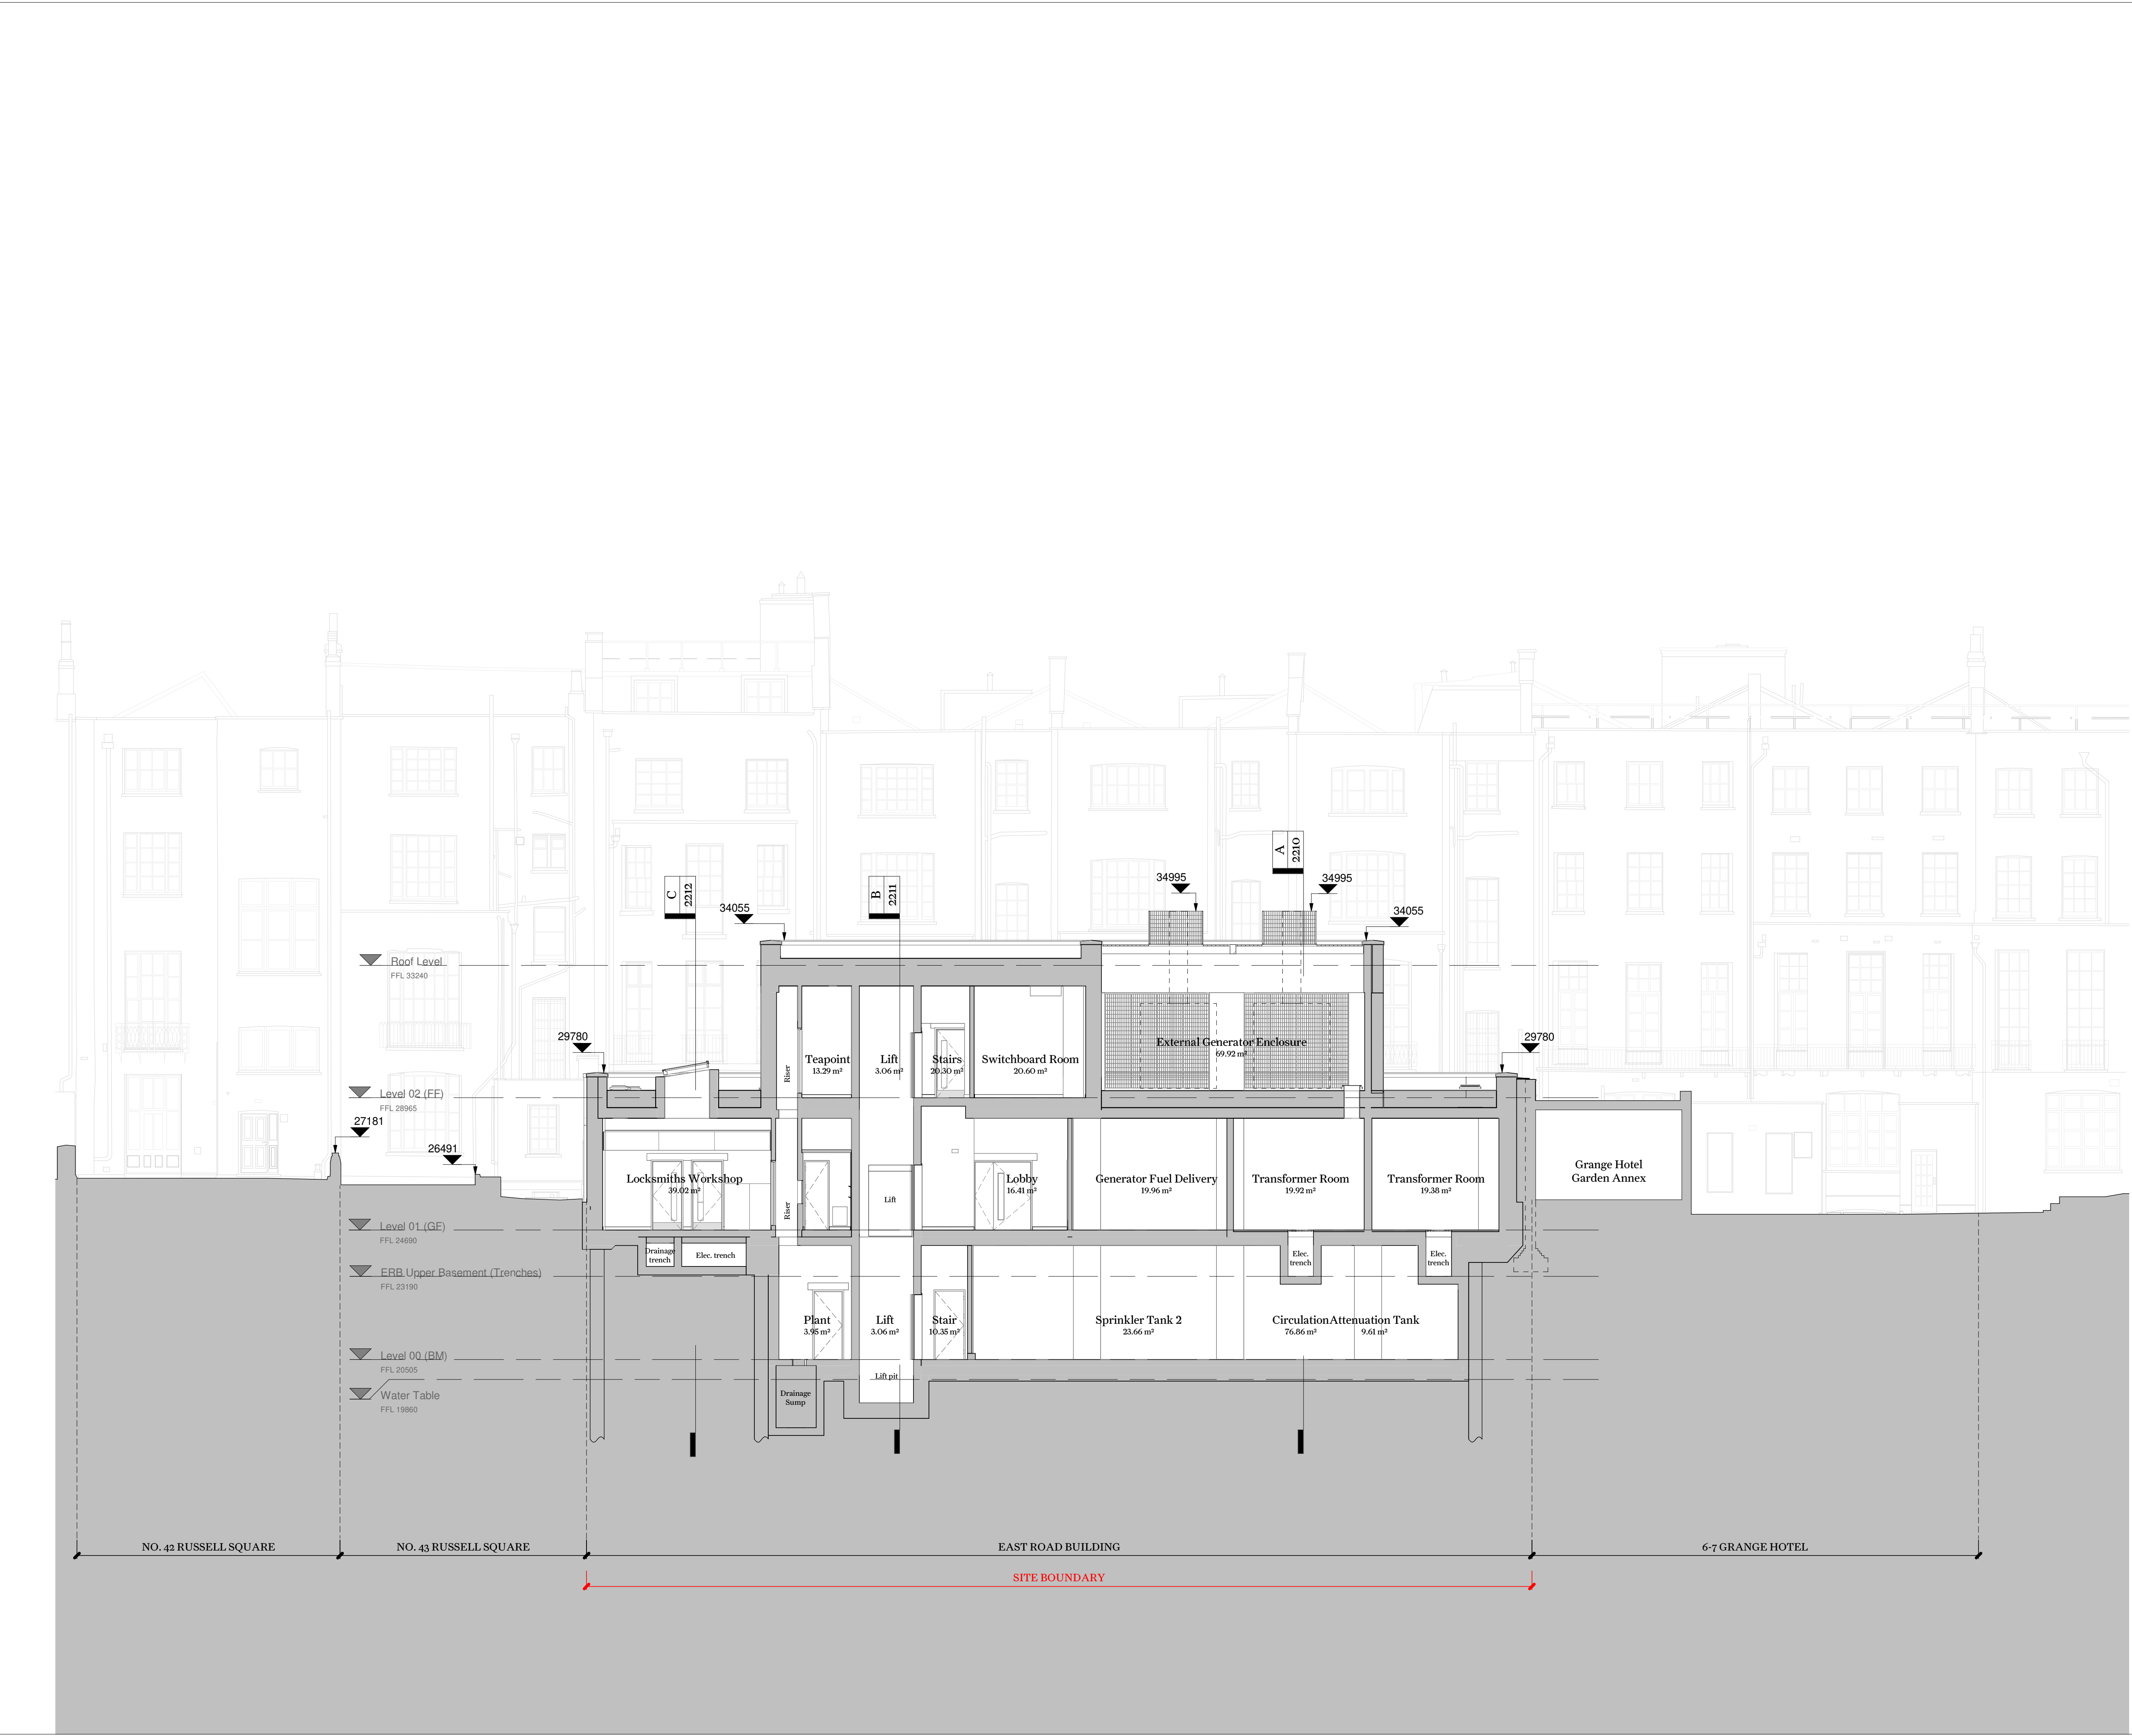 A
2210
C
2212
B
2211
34995
34995
34055
34055
Roof Level
FFL 33240
29780
29780
External Generator Enclosure
69.92 m²
Riser
Teapoint
13.29 m²
Lift
3.06 m²
Stairs
20.30 m²
Switchboard Room
20.60 m²
Level 02 (FF)
FFL 28965
27181
26491
Locksmiths Workshop
39.02 m²
Riser
Lift
Lobby
16.41 m²
Generator Fuel Delivery
19.96 m²
Transformer Room
19.92 m²
Transformer Room
19.38 m²
Grange Hotel
Garden Annex
Level 01 (GF)
FFL 24690
Drainage
trench
Elec. trench
Elec.
trench
Elec.
trench
ERB Upper Basement (Trenches)
FFL 23190
Plant
3.95 m²
Lift
3.06 m²
Stair
10.35 m²
Sprinkler Tank 2
23.66 m²
Circulation
76.86 m²
Attenuation Tank
9.61 m²
Level 00 (BM)
FFL 20505
Lift pit
Water Table
FFL 19860
Drainage
Sump
NO. 42 RUSSELL SQUARE
NO. 43 RUSSELL SQUARE
EAST ROAD BUILDING
6-7 GRANGE HOTEL
SITE BOUNDARY